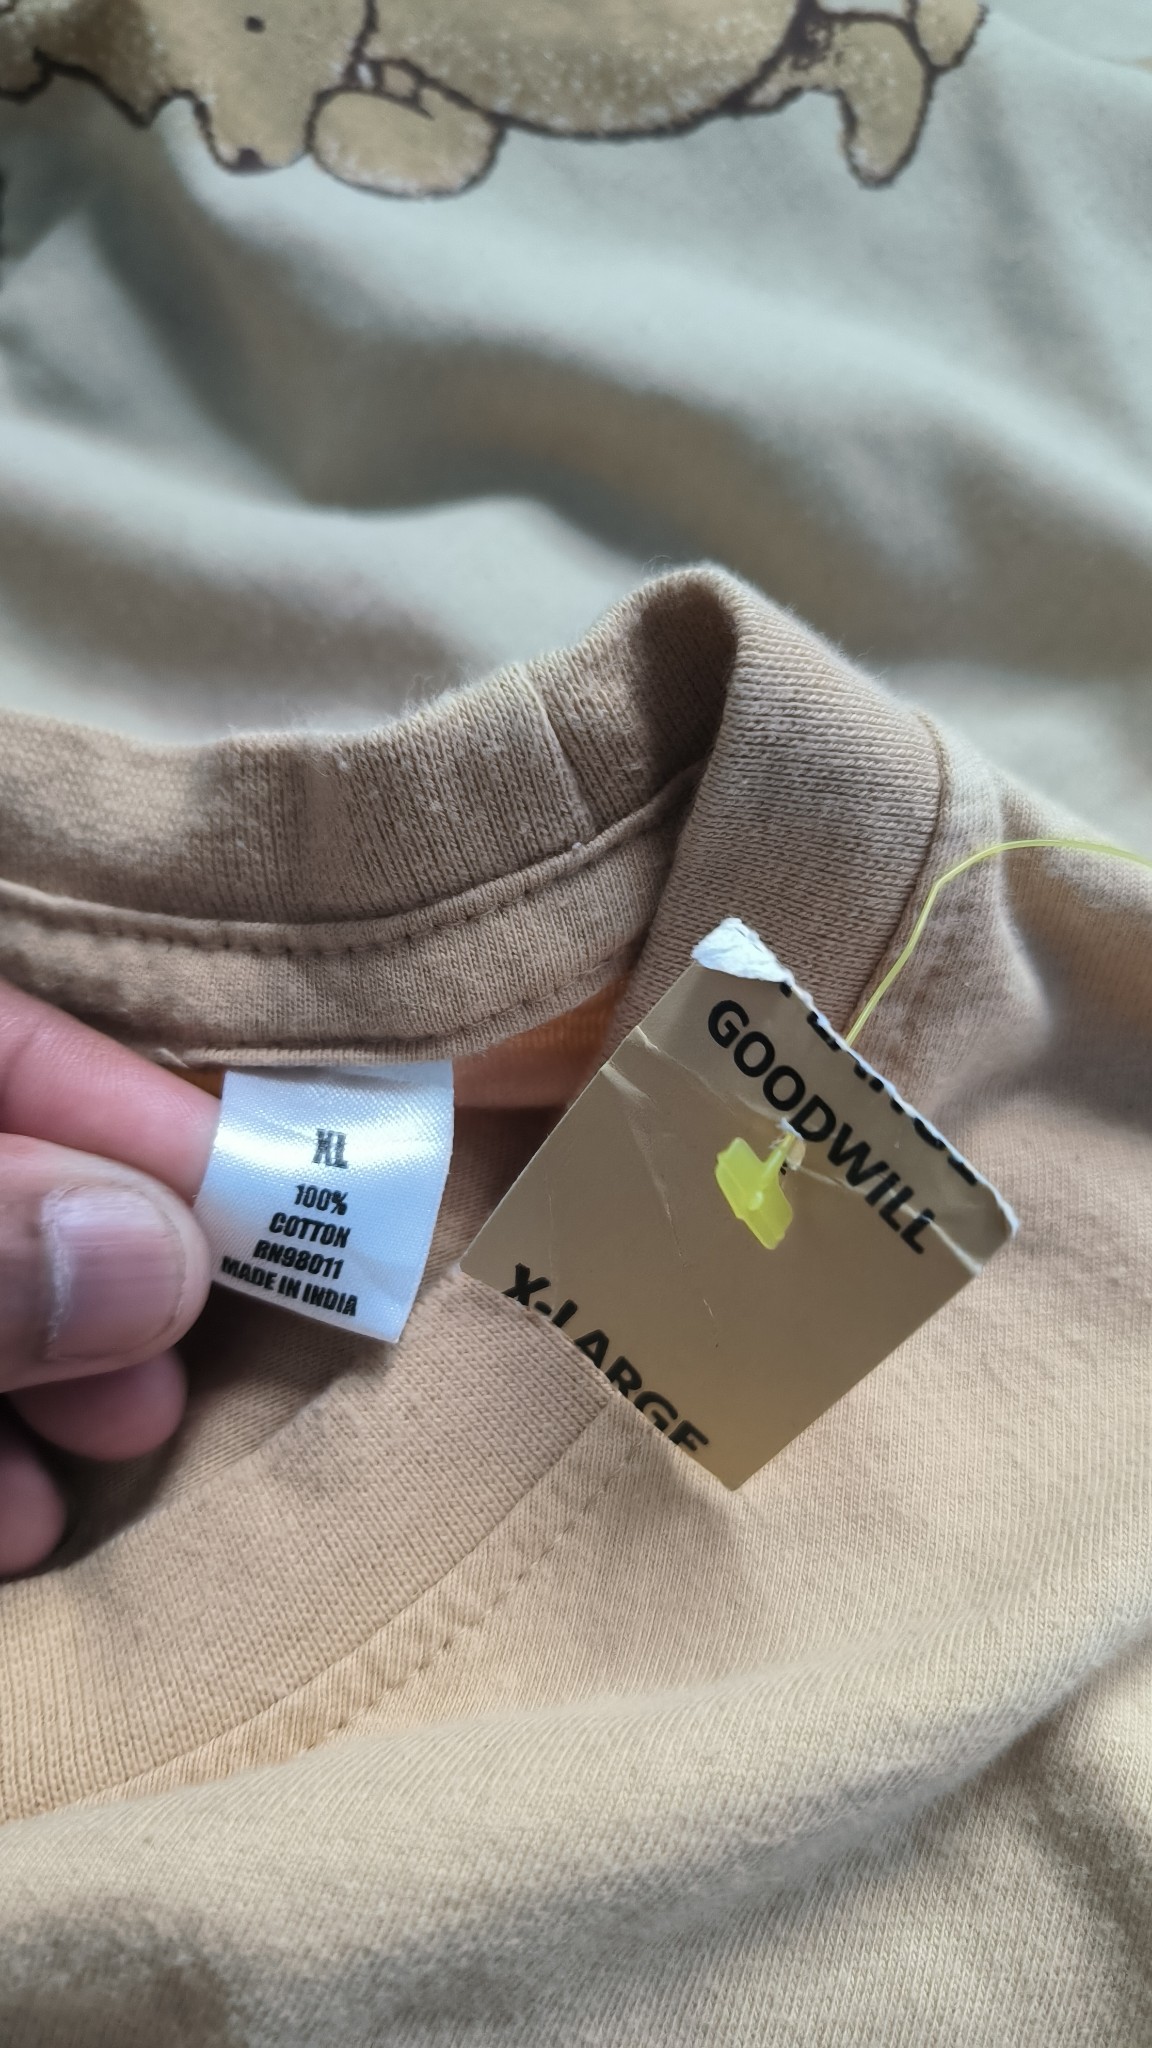 XL
100%
COTTON
RN98011
MADE IN INDIA
GOODWILL
X-LARGE